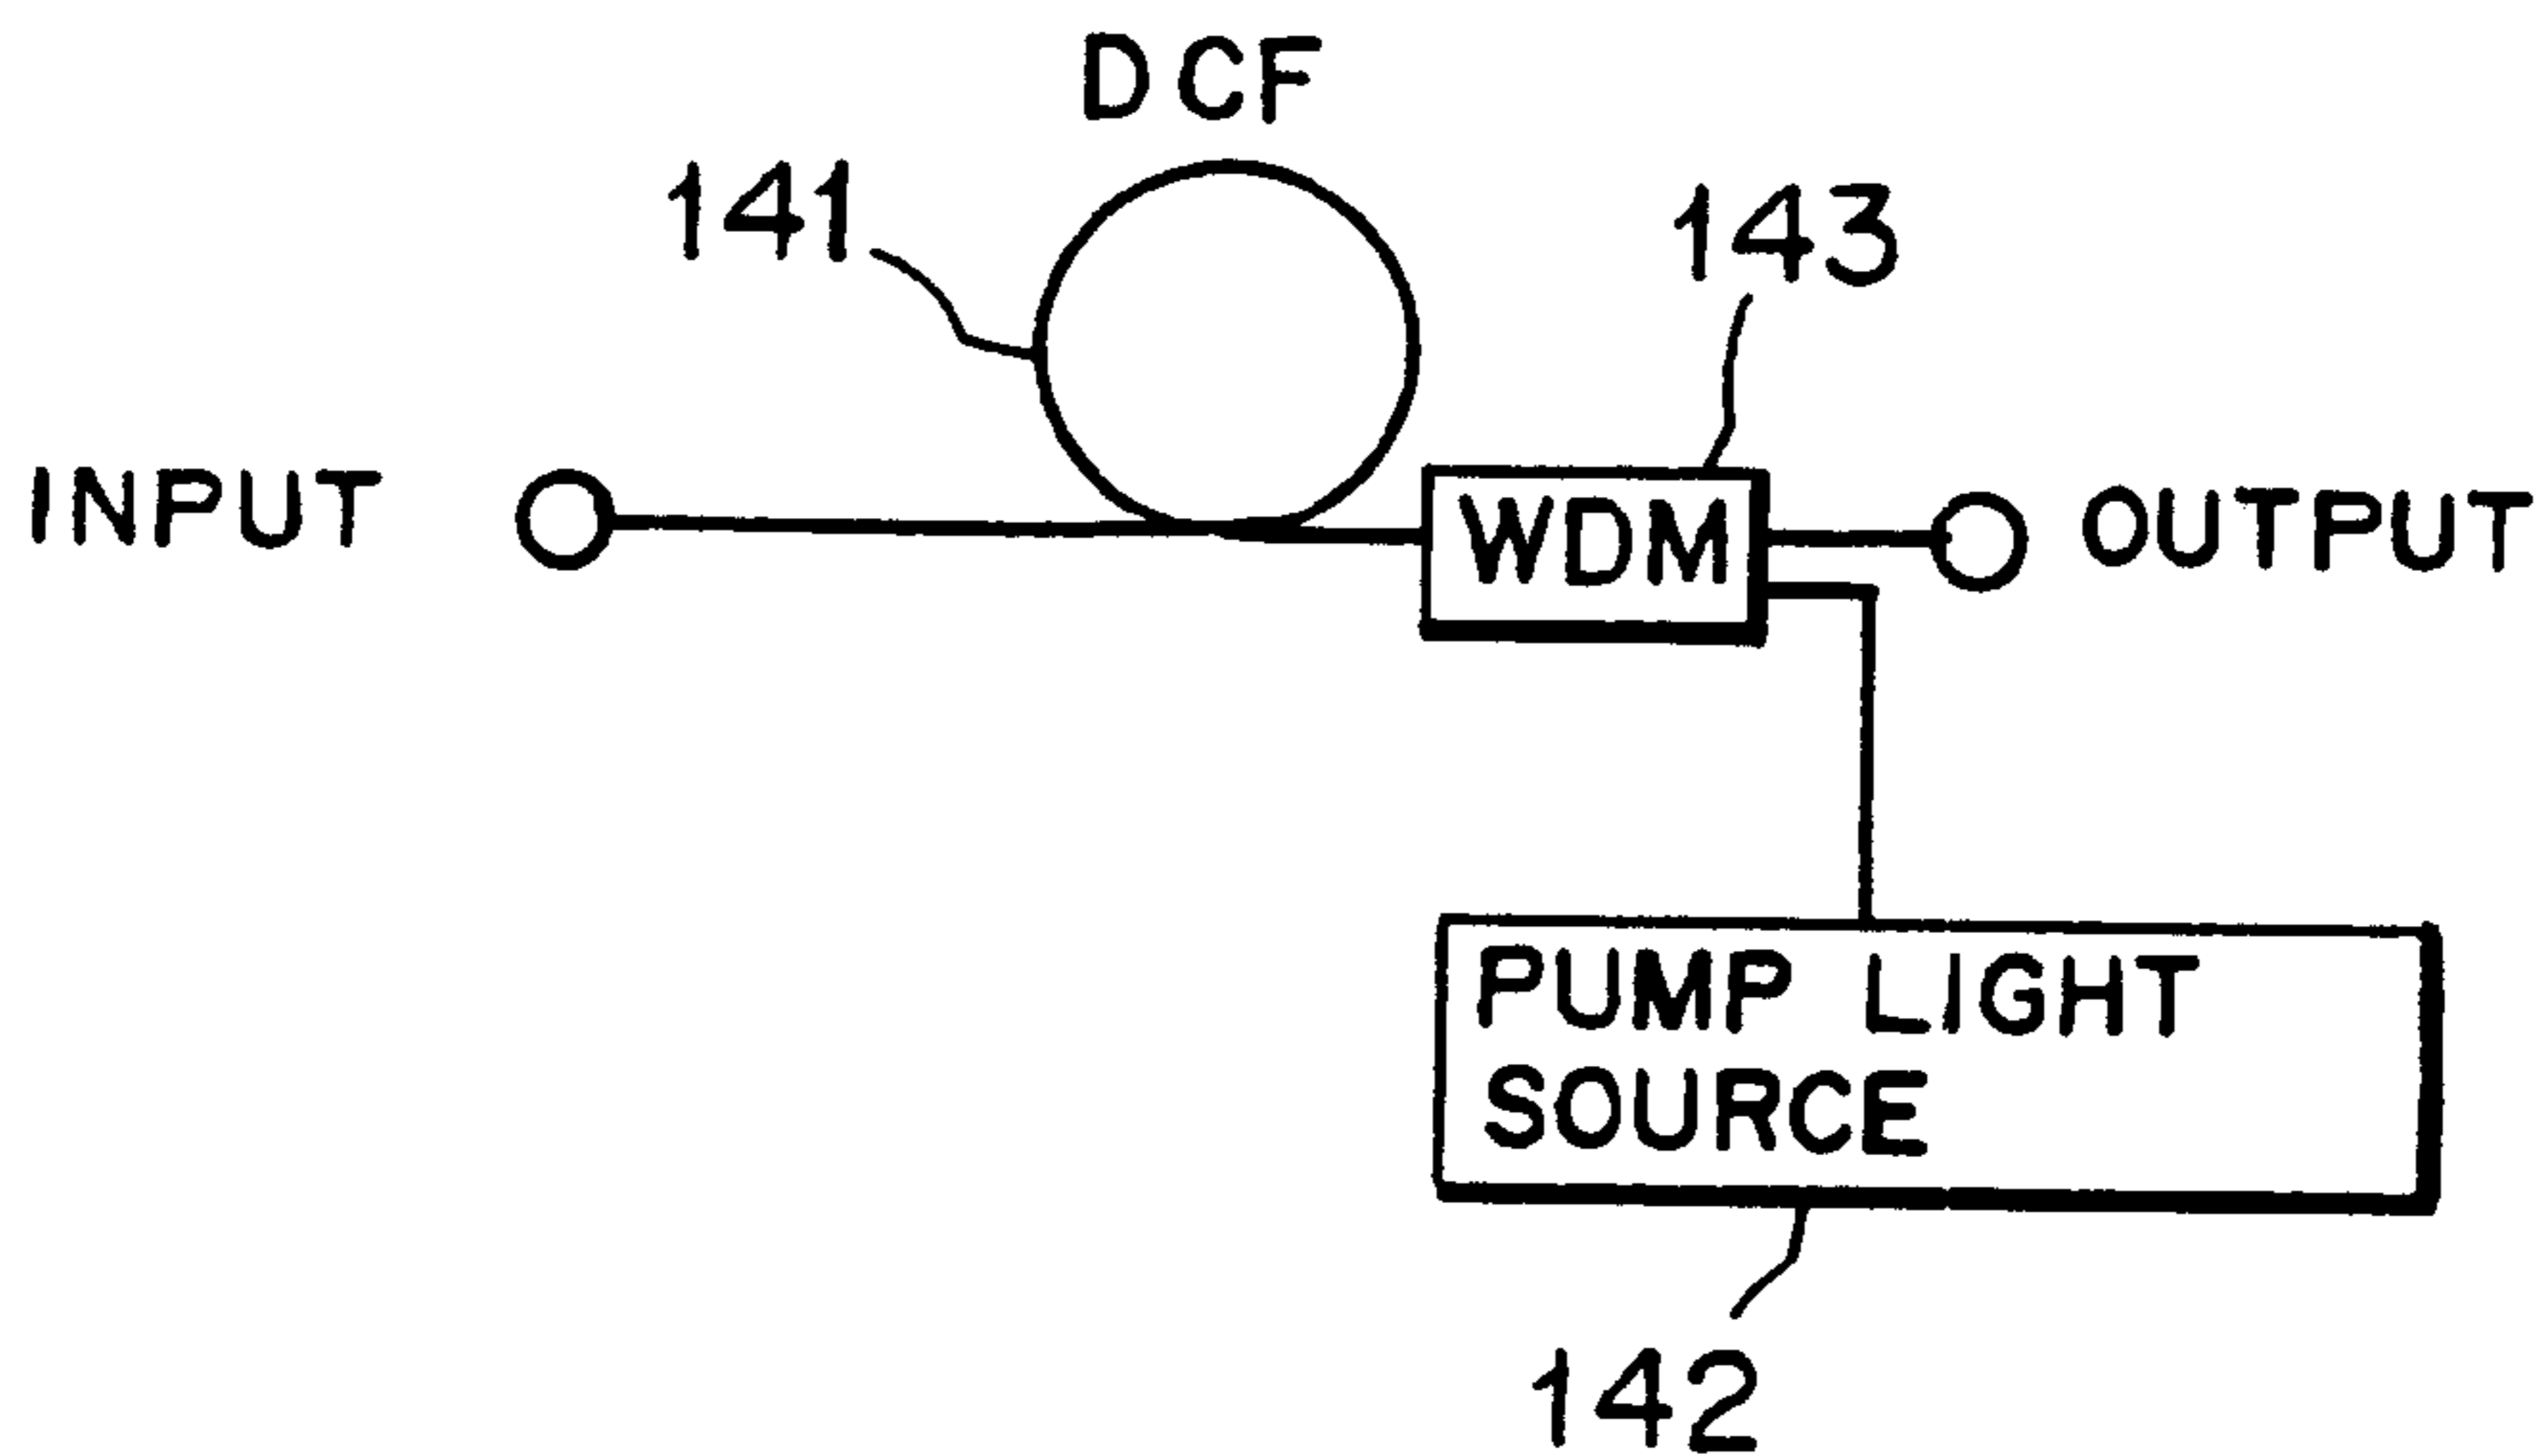 DCF
141
143
INPUT
WDM
OUTPUT
PUMP LIGHT
SOURCE
142